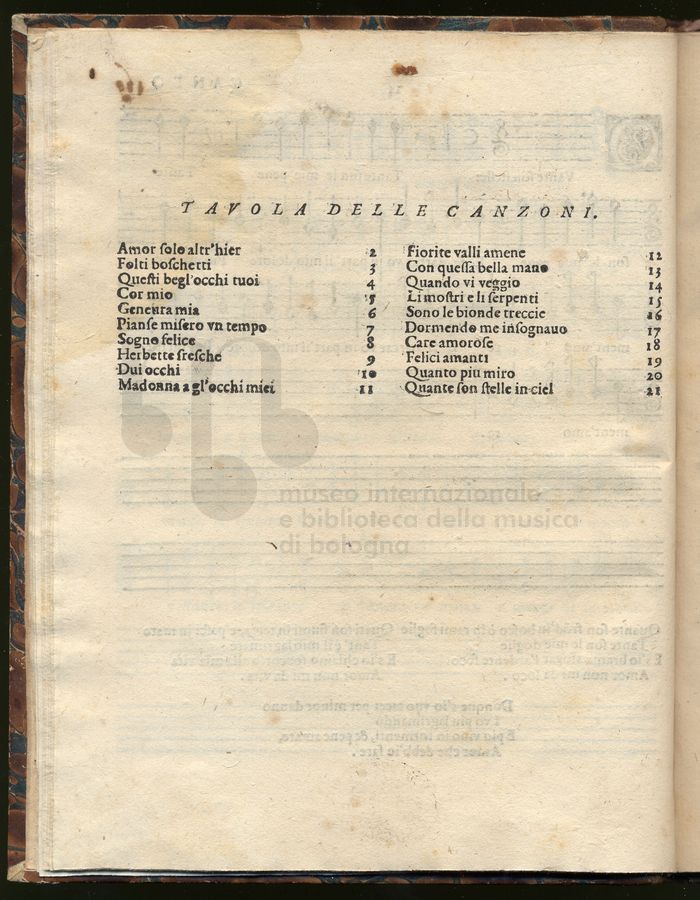 TAVOLA DELLE CANZONI.
Amor ſolo altr'hier 2
Folti boſchetti 3
Queſti begl'occhi tuoi 4
Cor mio 5
Geneura mia 6
Pianſe miſero vn tempo 7
Sogno felice 8
Herbette freſche 9
Dui occhi 10
Madonna a gl'occhi miei 11
Fiorite valli amene 12
Con queſſa bella mano 13
Quando vi veggio 14
Li moſtri e li ſerpenti 15
Sono le bionde treccie 16
Dormendo me inſognauo 17
Care amoroſe 18
Felici amanti 19
Quanto piu miro 20
Quante ſon ſtelle in ciel 21
museo internazionale
e biblioteca della musica
di bologna